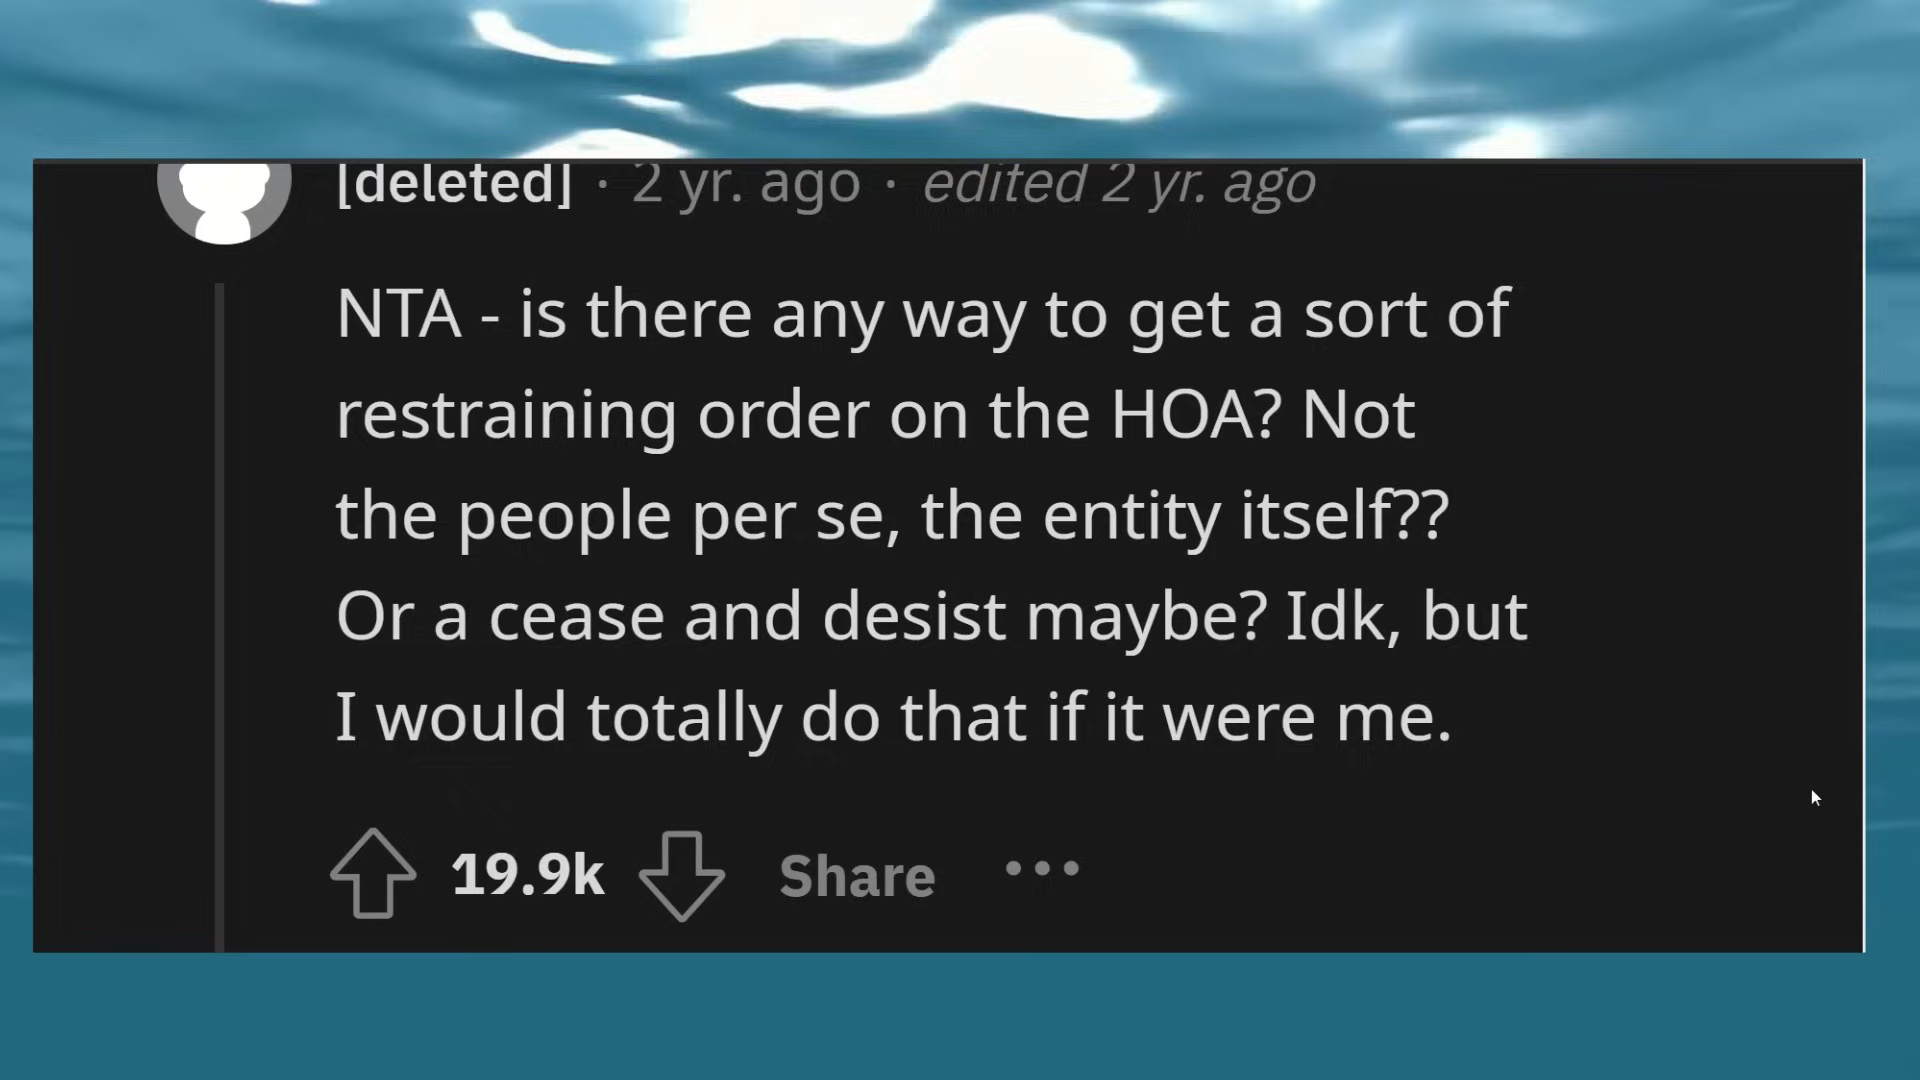 [deleted] · 2 yr. ago · edited 2 yr. ago
NTA - is there any way to get a sort of
restraining order on the HOA? Not
the people per se, the entity itself??
Or a cease and desist maybe? Idk, but
I would totally do that if it were me.
19.9k Share